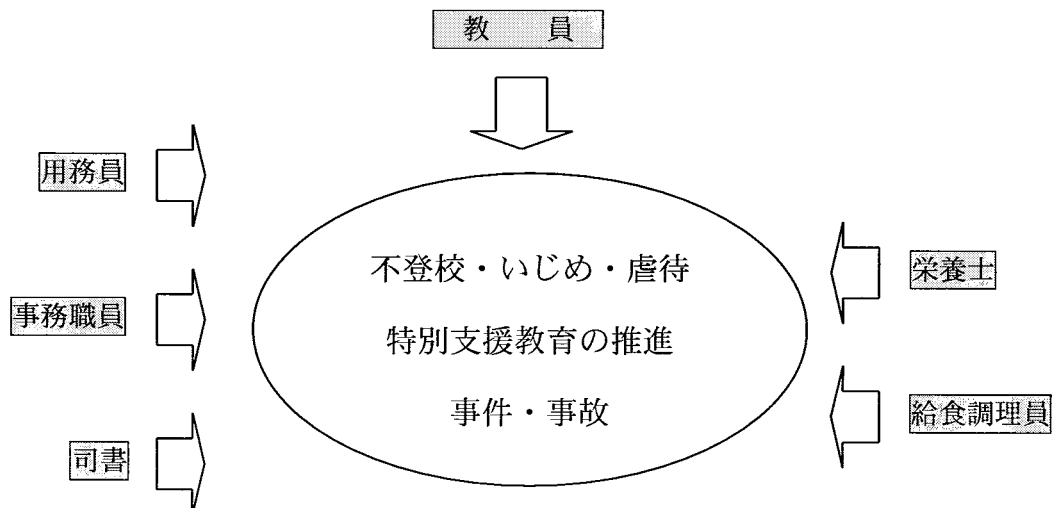 教　員
用務員
不登校・いじめ・虐待
栄養士
事務職員
特別支援教育の推進
事件・事故
給食調理員
司書